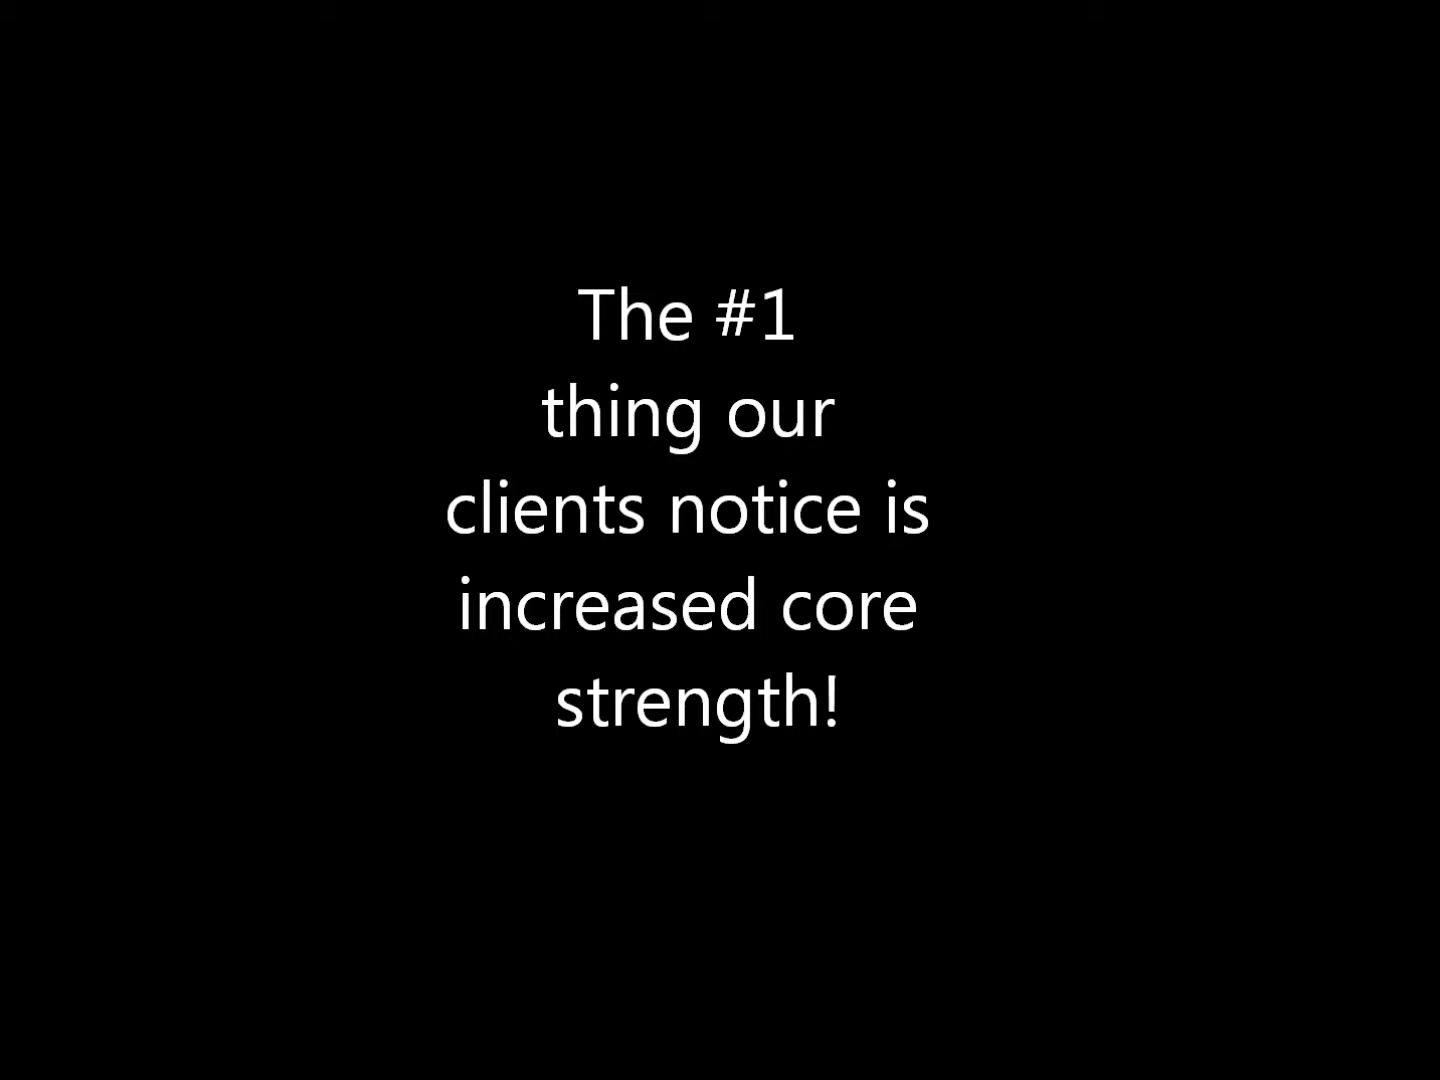 The #1
thing our
clients notice is
increased core
strength!